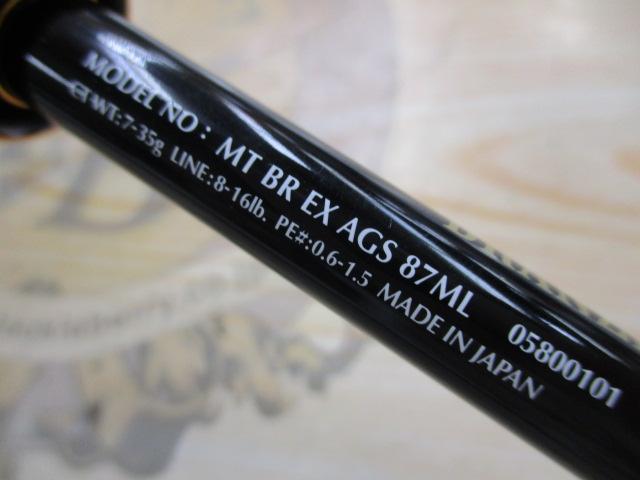 MODEL NO : MT BR EX AGS 87ML 05800101
CT WT.:7-35g LINE:8-16lb. PE#:0.6-1.5 MADE IN JAPAN